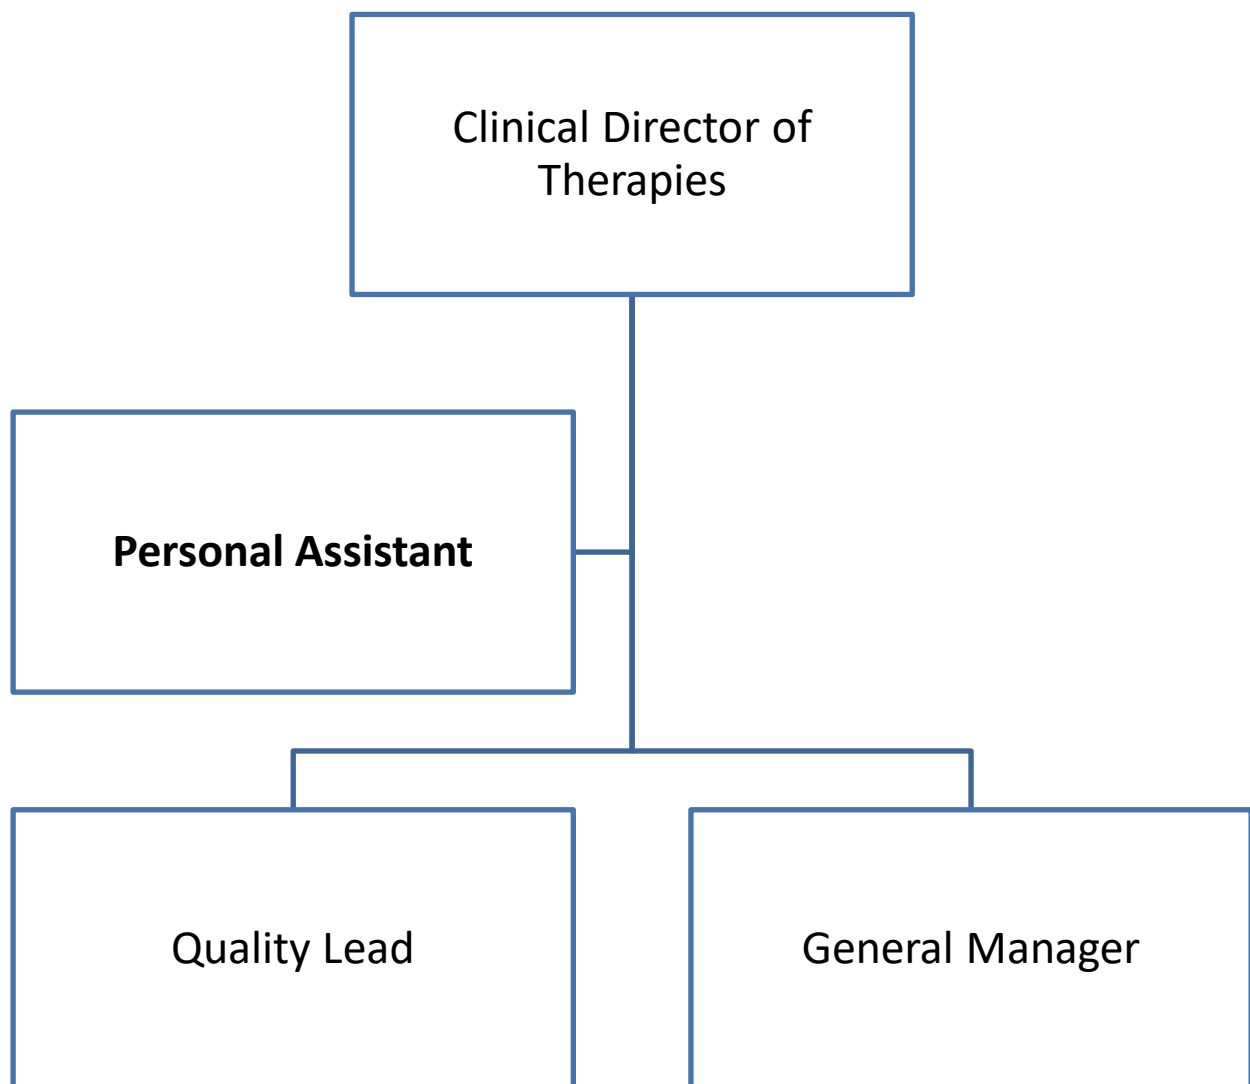 Clinical Director of
Therapies
Personal Assistant
Quality Lead
General Manager